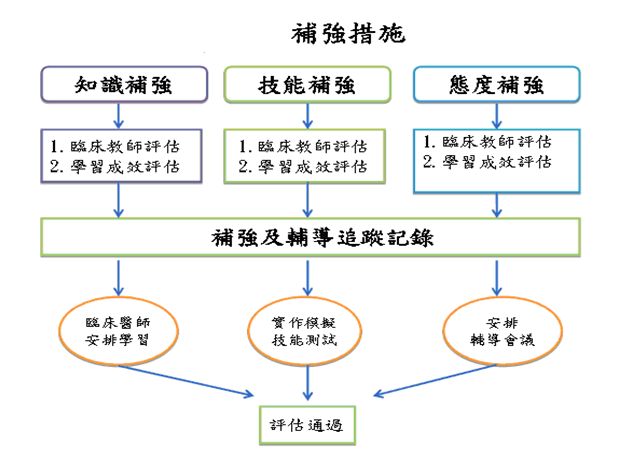 補強措施
知識補強
技能補強
態度補強
1. 臨床教師評估
2. 學習成效評估
1. 臨床教師評估
2. 學習成效評估
1. 臨床教師評估
2. 學習成效評估
補強及輔導追蹤記錄
臨床醫師
安排學習
實作模擬
技能測試
安排
輔導會議
評估通過